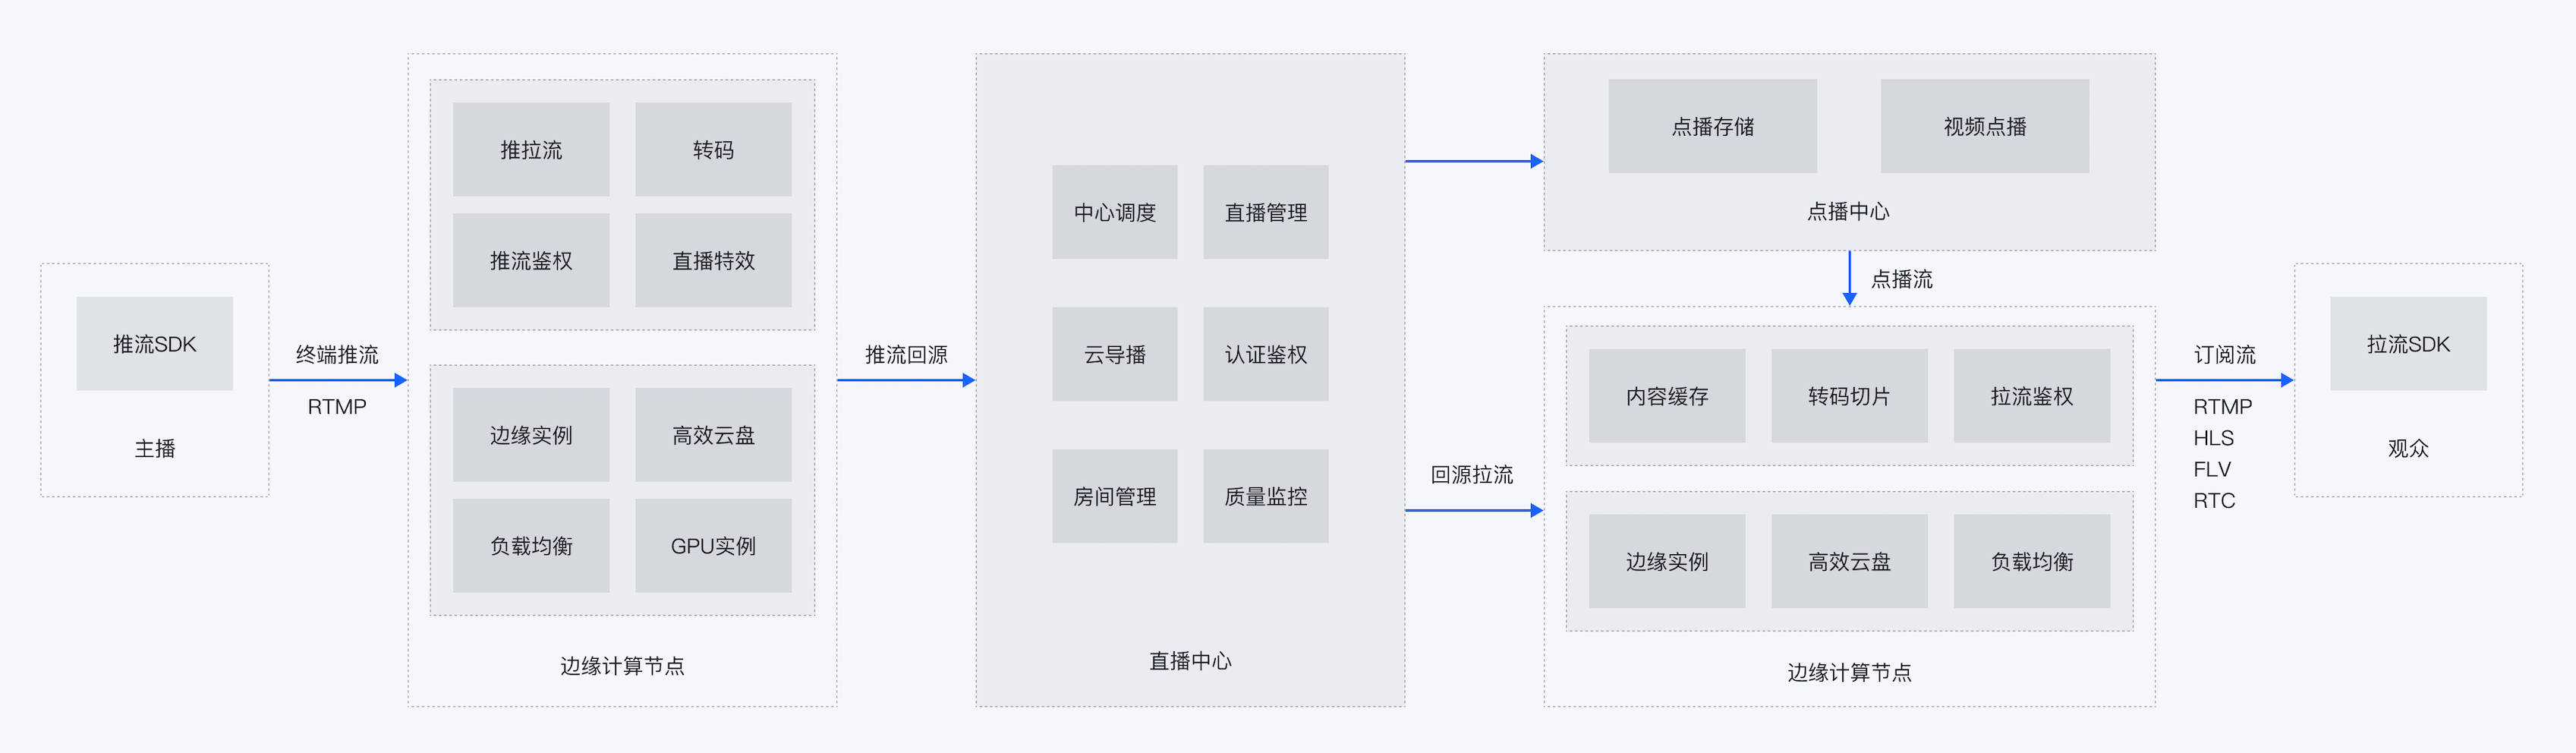 推流SDK
主播
终端推流
RTMP
推拉流
转码
推流鉴权
直播特效
边缘实例
高效云盘
负载均衡
GPU实例
边缘计算节点
推流回源
中心调度
直播管理
云导播
认证鉴权
房间管理
质量监控
直播中心
回源拉流
点播存储
视频点播
点播中心
点播流
内容缓存
转码切片
拉流鉴权
边缘实例
高效云盘
负载均衡
边缘计算节点
订阅流
RTMP
HLS
FLV
RTC
拉流SDK
观众